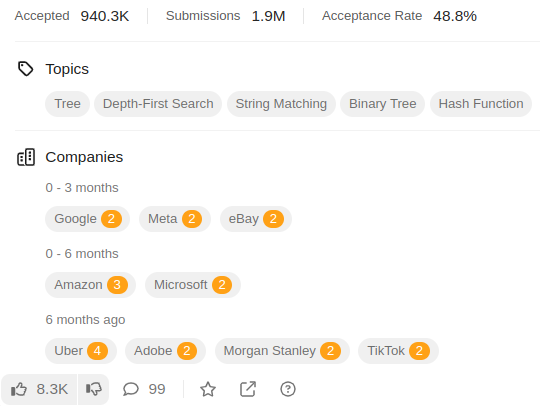 Accepted 940.3K Submissions 1.9M Acceptance Rate 48.8%
Topics
Tree Depth-First Search String Matching Binary Tree Hash Function
Companies
0 - 3 months
Google 2 Meta 2 eBay 2
0 - 6 months
Amazon 3 Microsoft 2
6 months ago
Uber 4 Adobe 2 Morgan Stanley 2 TikTok 2
8.3K 99 ?